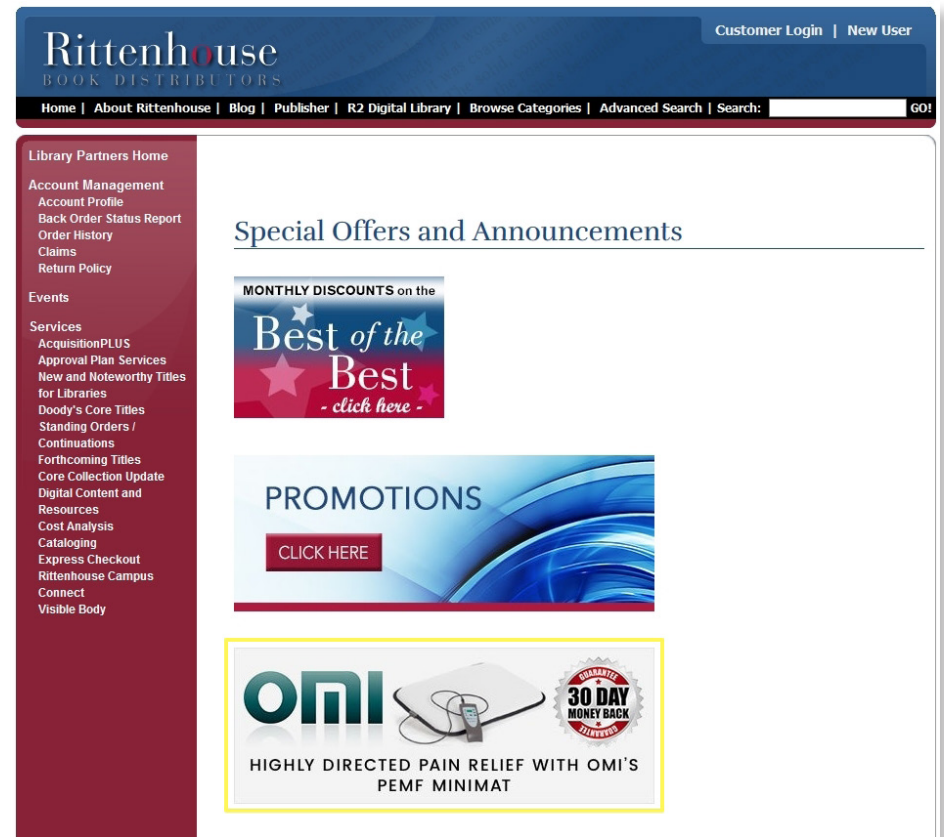 Customer Login | New User
Rittenhouse
BOOK DISTRIBUTORS
Home | About Rittenhouse | Blog | Publisher | R2 Digital Library | Browse Categories | Advanced Search | Search: GO!
Library Partners Home
Account Management
Account Profile
Back Order Status Report
Order History
Claims
Return Policy
Events
Services
AcquisitionPLUS
Approval Plan Services
New and Noteworthy Titles
for Libraries
Doody's Core Titles
Standing Orders /
Continuations
Forthcoming Titles
Core Collection Update
Digital Content and
Resources
Cost Analysis
Cataloging
Express Checkout
Rittenhouse Campus
Connect
Visible Body
Special Offers and Announcements
MONTHLY DISCOUNTS on the
Best of the
Best
- click here -
PROMOTIONS
CLICK HERE
OMI
GUARANTEE
30 DAY
MONEY BACK
GUARANTEE
HIGHLY DIRECTED PAIN RELIEF WITH OMI'S
PEMF MINIMAT